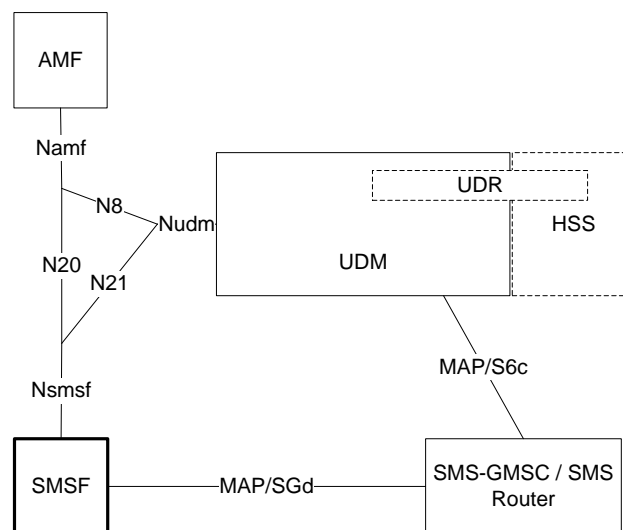 AMF
Namf
UDR
N8
Nudm
HSS
N20
UDM
N21
MAP/S6c
Nsmsf
SMSF
MAP/SGd
SMS-GMSC / SMS
Router